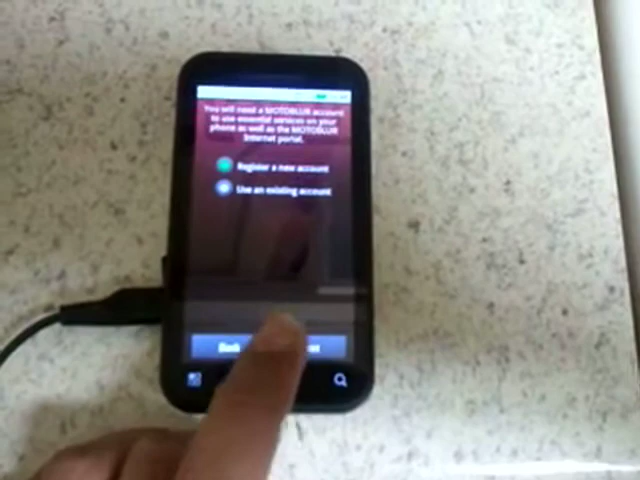 You will need a MOTOBLUR account
to use essential services on your
phone as well as the MOTOBLUR
Internet portal.
Register a new account
Use an existing account
Back